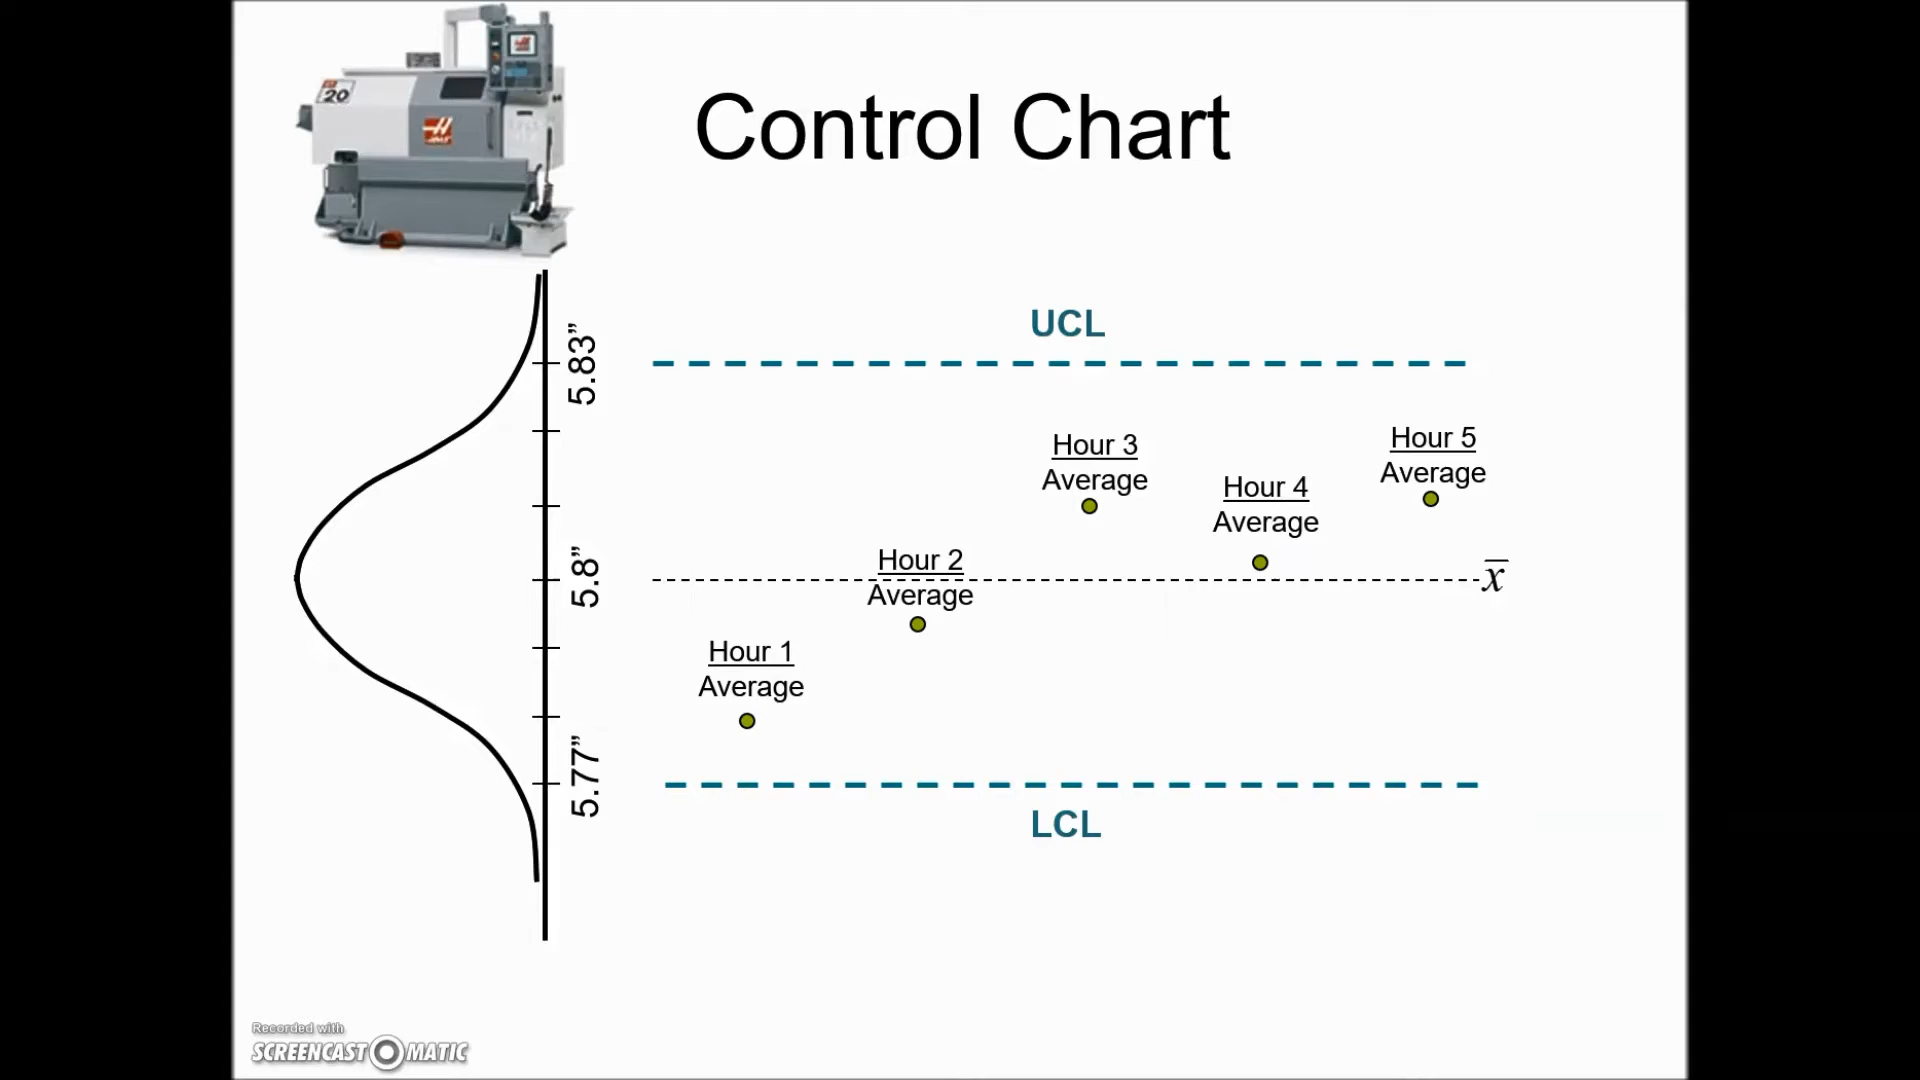 20
Control Chart
UCL
5.83”
Hour 3
Average
Hour 5
Average
Hour 4
Average
5.8”
Hour 2
Average
x̅
Hour 1
Average
5.77”
LCL
Recorded with
SCREENCAST-O-MATIC